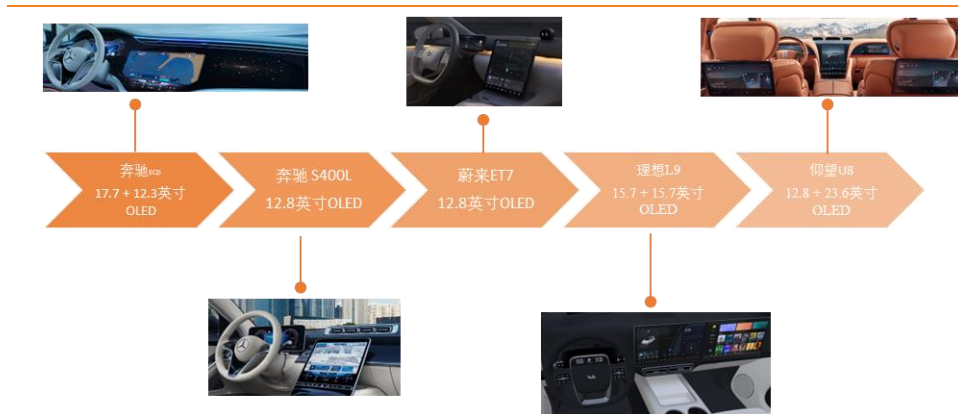 奔驰EQS
17.7 + 12.3英寸
OLED
奔驰 S400L
12.8英寸OLED
蔚来ET7
12.8英寸OLED
理想L9
15.7 + 15.7英寸
OLED
仰望U8
12.8 + 23.6英寸
OLED